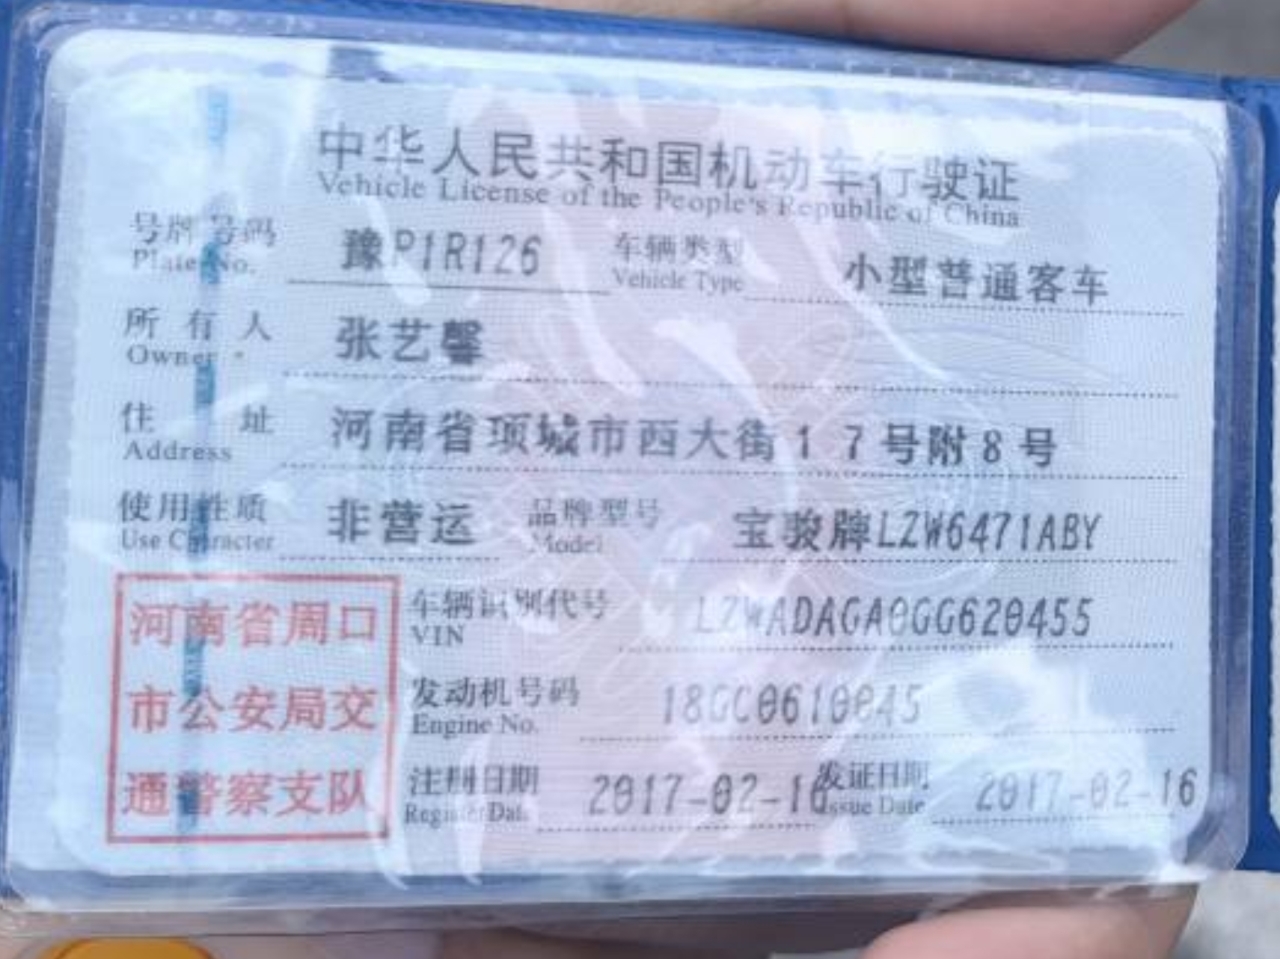 中华人民共和国机动车行驶证
Vehicle License of the People's Republic of China
号牌号码 豫P1R126 车辆类型 小型普通客车
Plate No. Vehicle Type
所有人 张艺馨
Owner
住址 河南省项城市西大街17号附8号
Address
使用性质 非营运 品牌型号 宝骏牌LZW6471ABY
Use Character Model
车辆识别代号 LZWADAGA0GG620455
VIN
发动机号码 18GC0610045
Engine No.
注册日期 2017-02-16 发证日期 2017-02-16
Register Date Issue Date
河南省周口
市公安局交
通警察支队